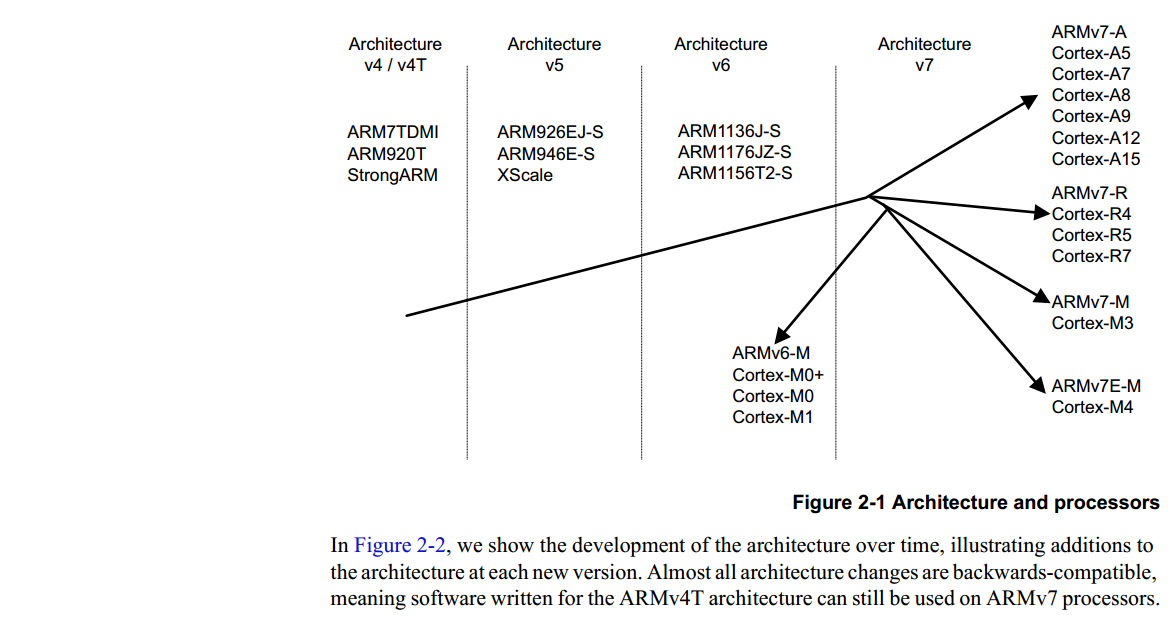 Architecture
v4 / v4T
Architecture
v5
Architecture
v6
Architecture
v7
ARM7TDMI
ARM920T
StrongARM
ARM926EJ-S
ARM946E-S
XScale
ARM1136J-S
ARM1176JZ-S
ARM1156T2-S
ARMv7-A
Cortex-A5
Cortex-A7
Cortex-A8
Cortex-A9
Cortex-A12
Cortex-A15
ARMv7-R
Cortex-R4
Cortex-R5
Cortex-R7
ARMv7-M
Cortex-M3
ARMv6-M
Cortex-M0+
Cortex-M0
Cortex-M1
ARMv7E-M
Cortex-M4
Figure 2-1 Architecture and processors
In Figure 2-2, we show the development of the architecture over time, illustrating additions to
the architecture at each new version. Almost all architecture changes are backwards-compatible,
meaning software written for the ARMv4T architecture can still be used on ARMv7 processors.